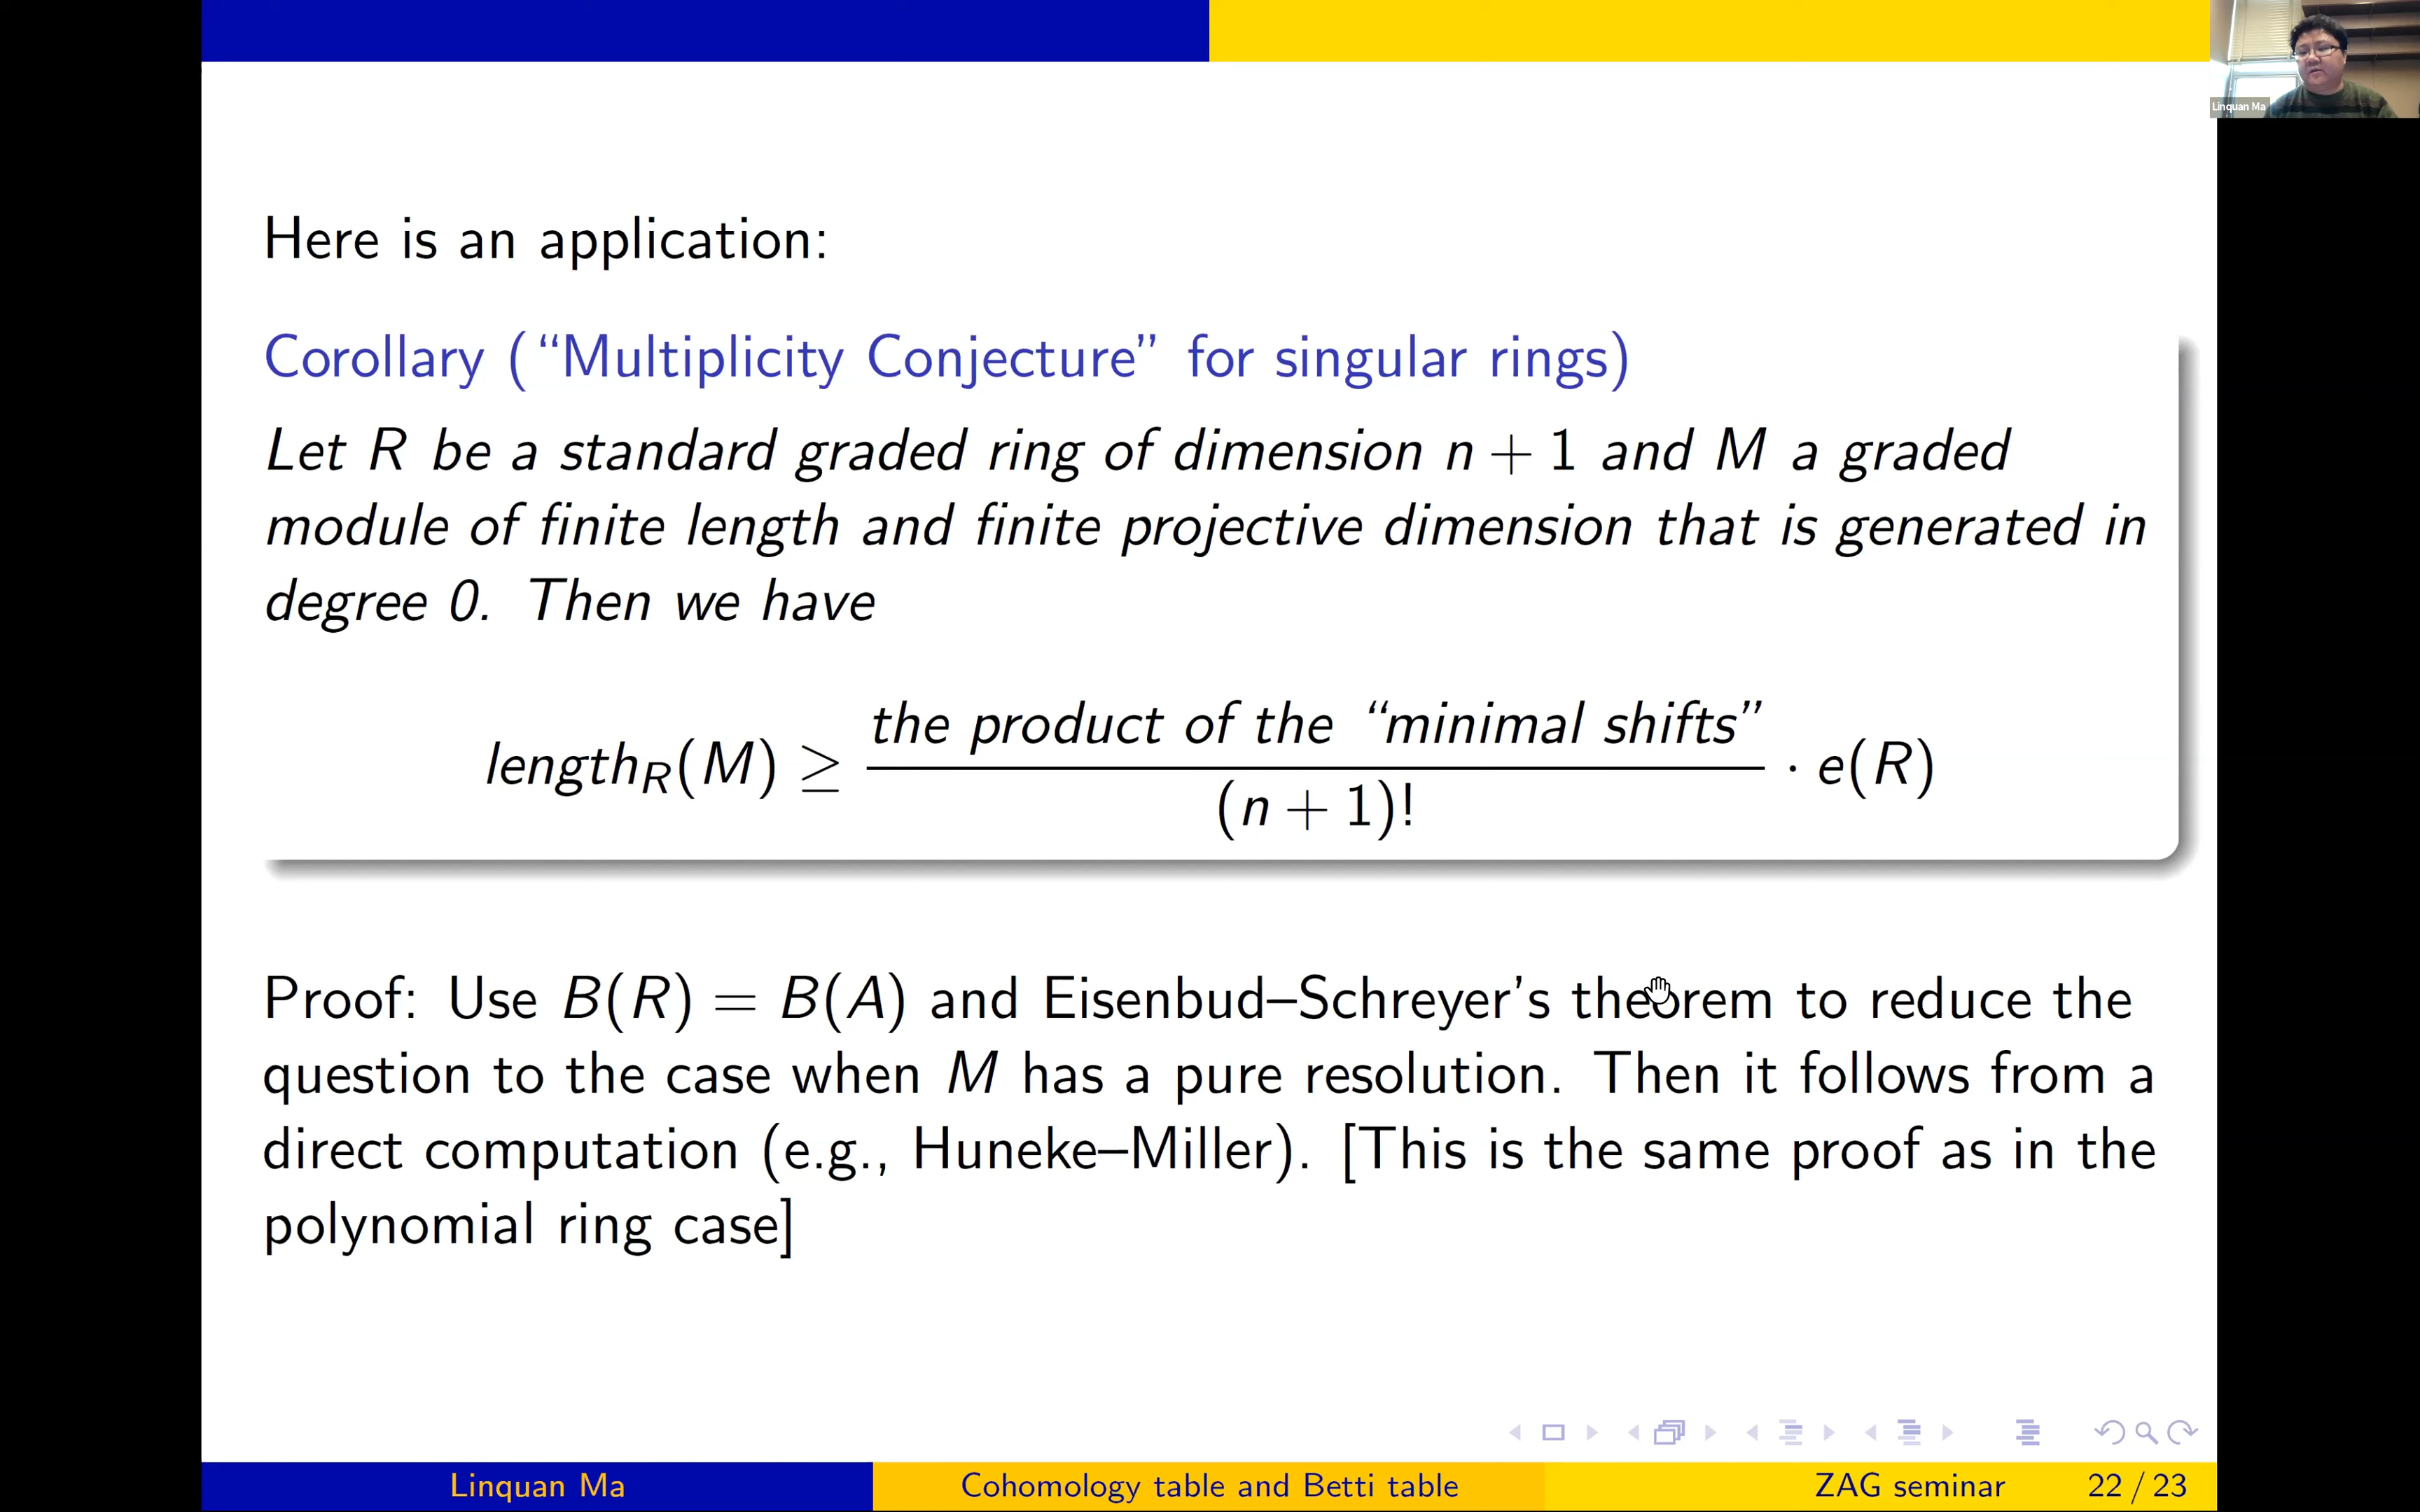 Linquan Ma
Here is an application:
Corollary (“Multiplicity Conjecture” for singular rings)
Let R be a standard graded ring of dimension n + 1 and M a graded
module of finite length and finite projective dimension that is generated in
degree 0. Then we have
length_R(M) ≥ the product of the “minimal shifts” / (n + 1)! · e(R)
Proof: Use B(R) = B(A) and Eisenbud–Schreyer’s theorem to reduce the
question to the case when M has a pure resolution. Then it follows from a
direct computation (e.g., Huneke–Miller). [This is the same proof as in the
polynomial ring case]
Linquan Ma Cohomology table and Betti table ZAG seminar 22 / 23